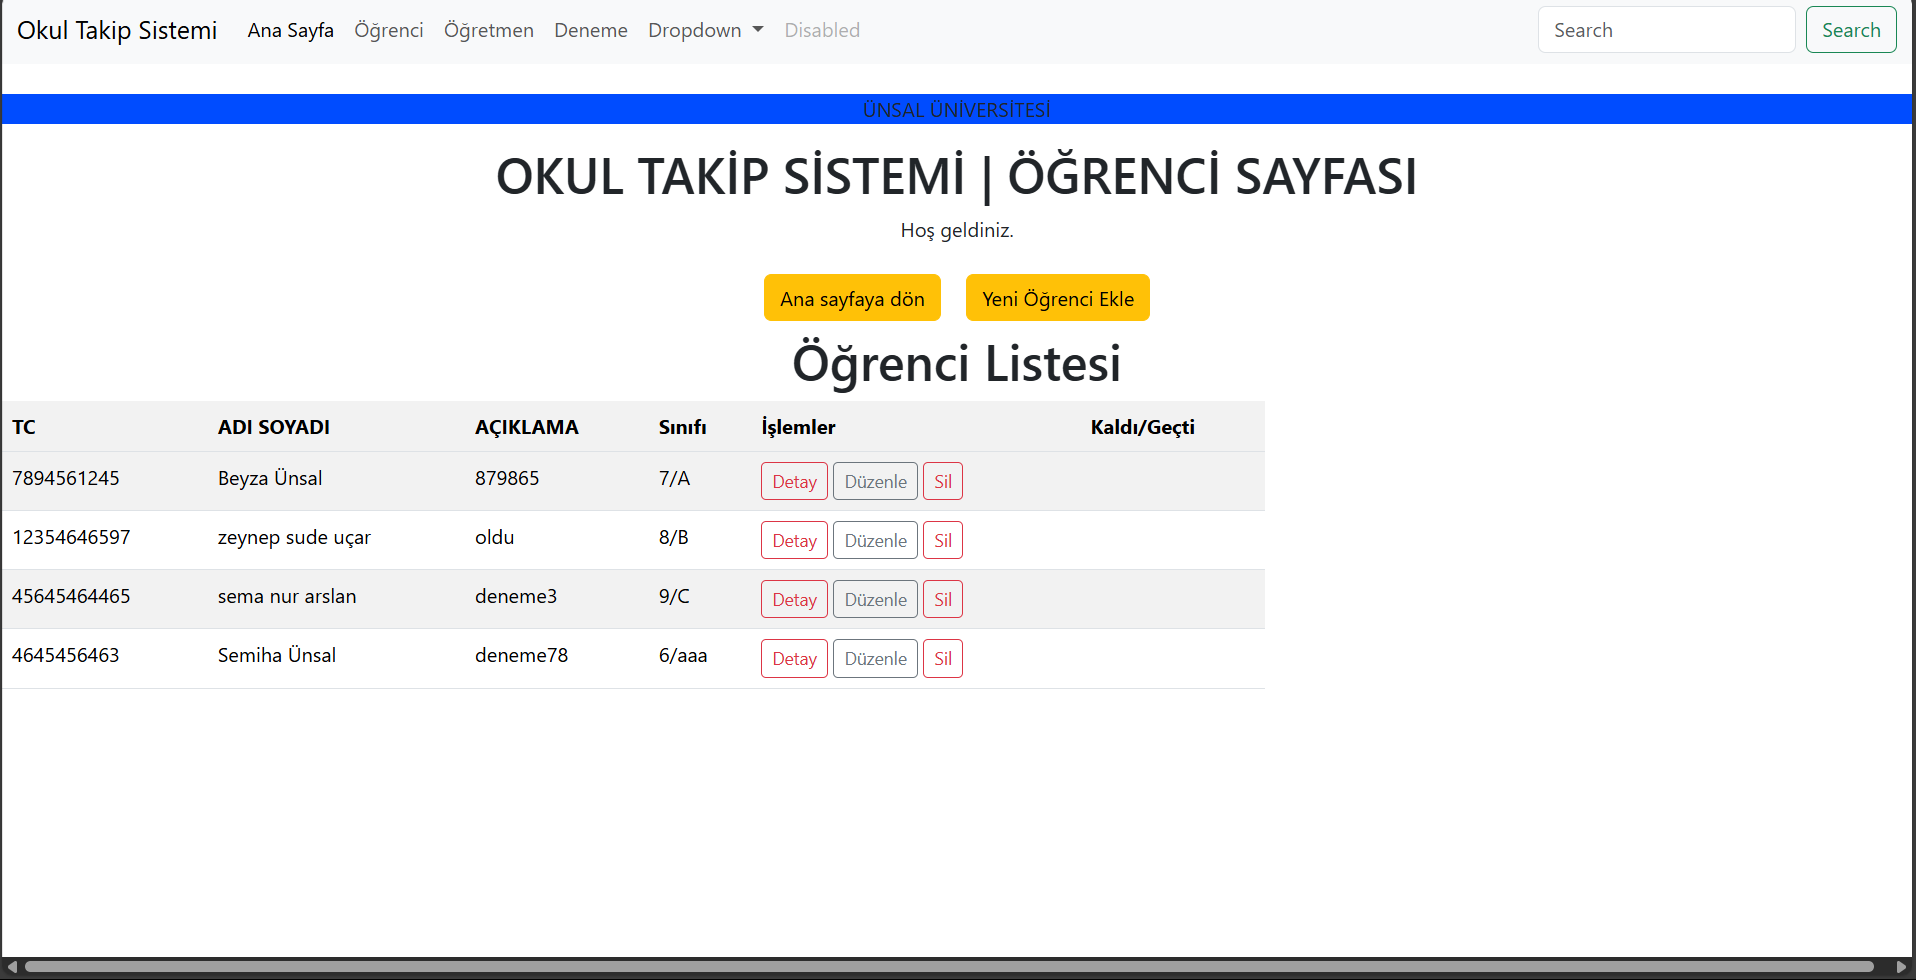 Okul Takip Sistemi Ana Sayfa Öğrenci Öğretmen Deneme Dropdown Disabled Search Search
ÜNSAL ÜNİVERSİTESİ
OKUL TAKİP SİSTEMİ | ÖĞRENCİ SAYFASI
Hoş geldiniz.
Ana sayfaya dön Yeni Öğrenci Ekle
Öğrenci Listesi
TC ADI SOYADI AÇIKLAMA Sınıfı İşlemler Kaldı/Geçti
7894561245 Beyza Ünsal 879865 7/A Detay Düzenle Sil
12354646597 zeynep sude uçar oldu 8/B Detay Düzenle Sil
45645464465 sema nur arslan deneme3 9/C Detay Düzenle Sil
4645456463 Semiha Ünsal deneme78 6/aaa Detay Düzenle Sil